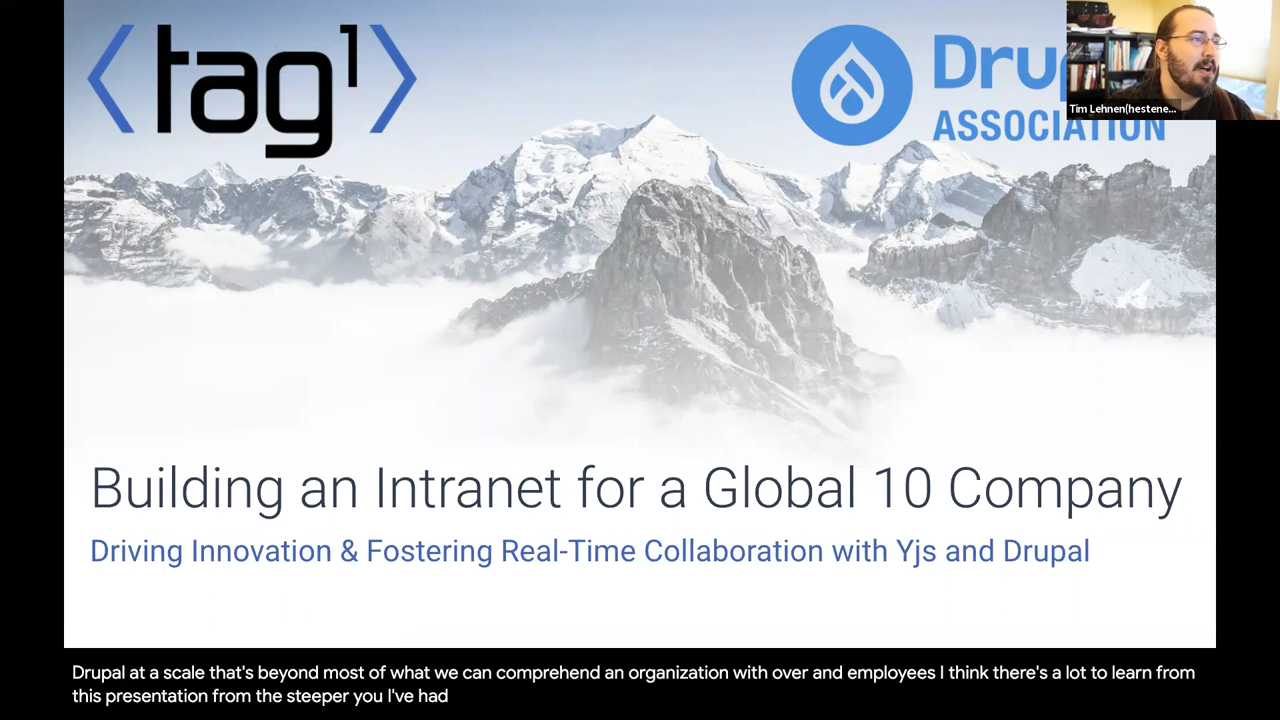 ‹tag1›
Drup
ASSOCIATION
Tim Lehnen(hestene...
Building an Intranet for a Global 10 Company
Driving Innovation & Fostering Real-Time Collaboration with Yjs and Drupal
Drupal at a scale that's beyond most of what we can comprehend an organization with over and employees I think there's a lot to learn from
this presentation from the steeper you I've had